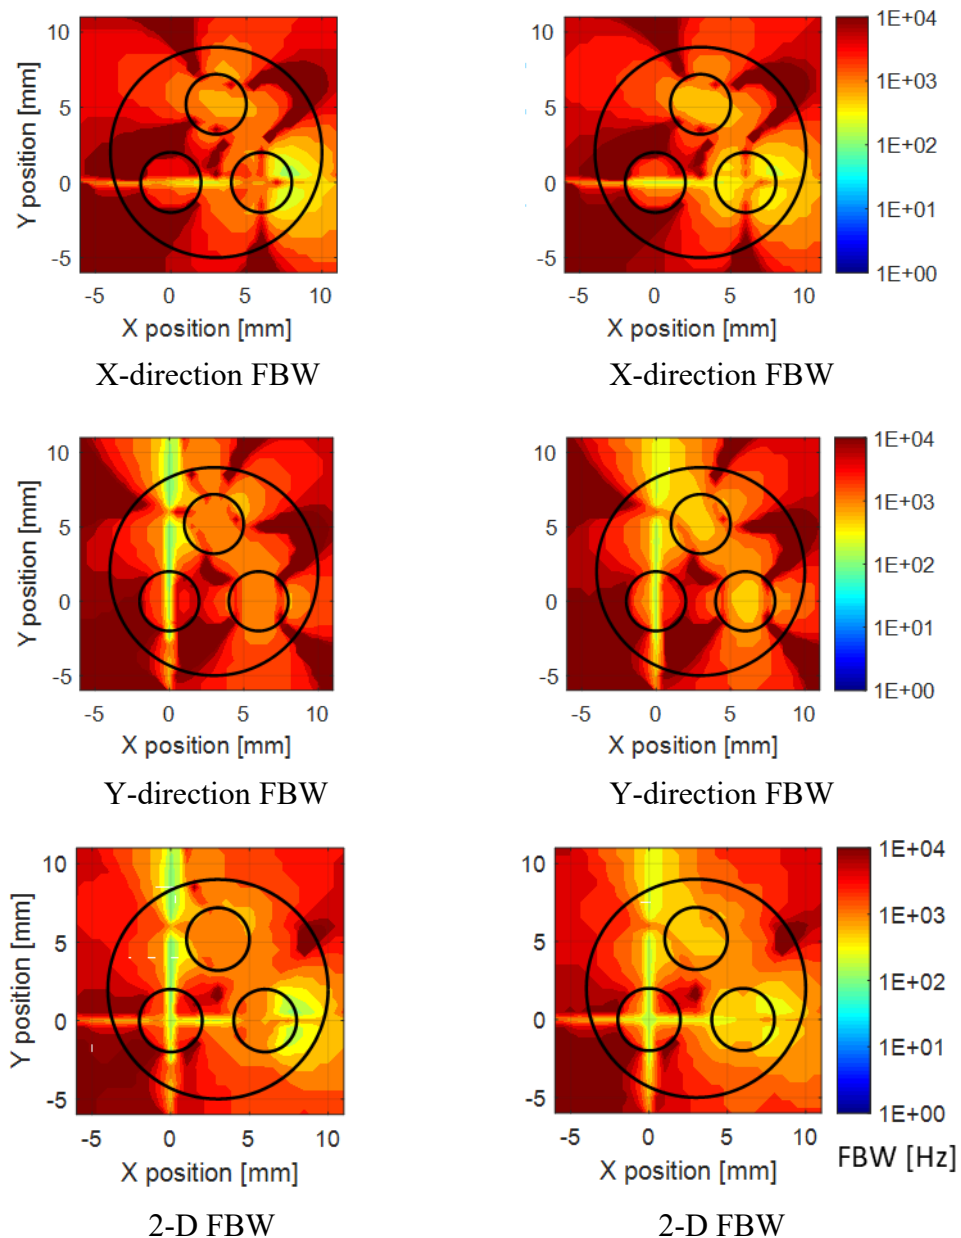 10
5
0
-5
Y position [mm]
-5 0 5 10
X position [mm]
X-direction FBW
10
5
0
-5
-5 0 5 10
X position [mm]
X-direction FBW
1E+04
1E+03
1E+02
1E+01
1E+00
10
5
0
-5
Y position [mm]
-5 0 5 10
X position [mm]
Y-direction FBW
10
5
0
-5
-5 0 5 10
X position [mm]
Y-direction FBW
1E+04
1E+03
1E+02
1E+01
1E+00
10
5
0
-5
Y position [mm]
-5 0 5 10
X position [mm]
2-D FBW
10
5
0
-5
-5 0 5 10
X position [mm]
2-D FBW
1E+04
1E+03
1E+02
1E+01
1E+00
FBW [Hz]